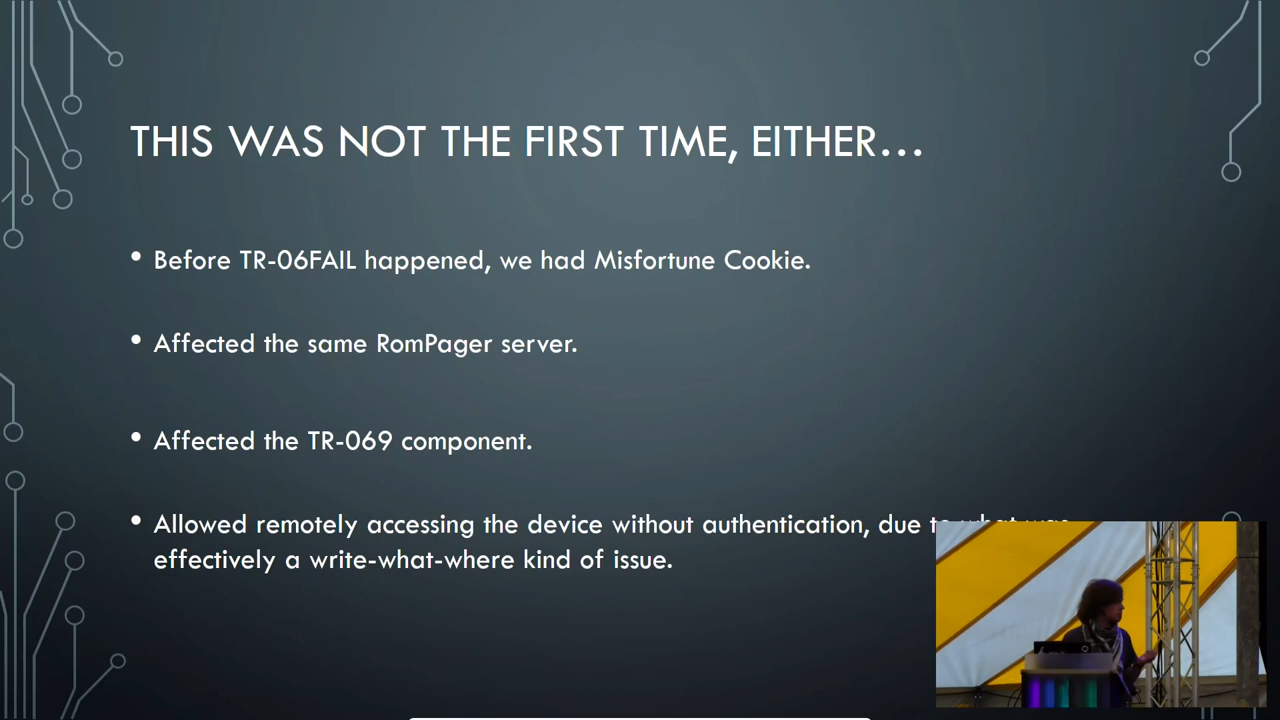 THIS WAS NOT THE FIRST TIME, EITHER...
• Before TR-06FAIL happened, we had Misfortune Cookie.
• Affected the same RomPager server.
• Affected the TR-069 component.
• Allowed remotely accessing the device without authentication, due to what was
effectively a write-what-where kind of issue.